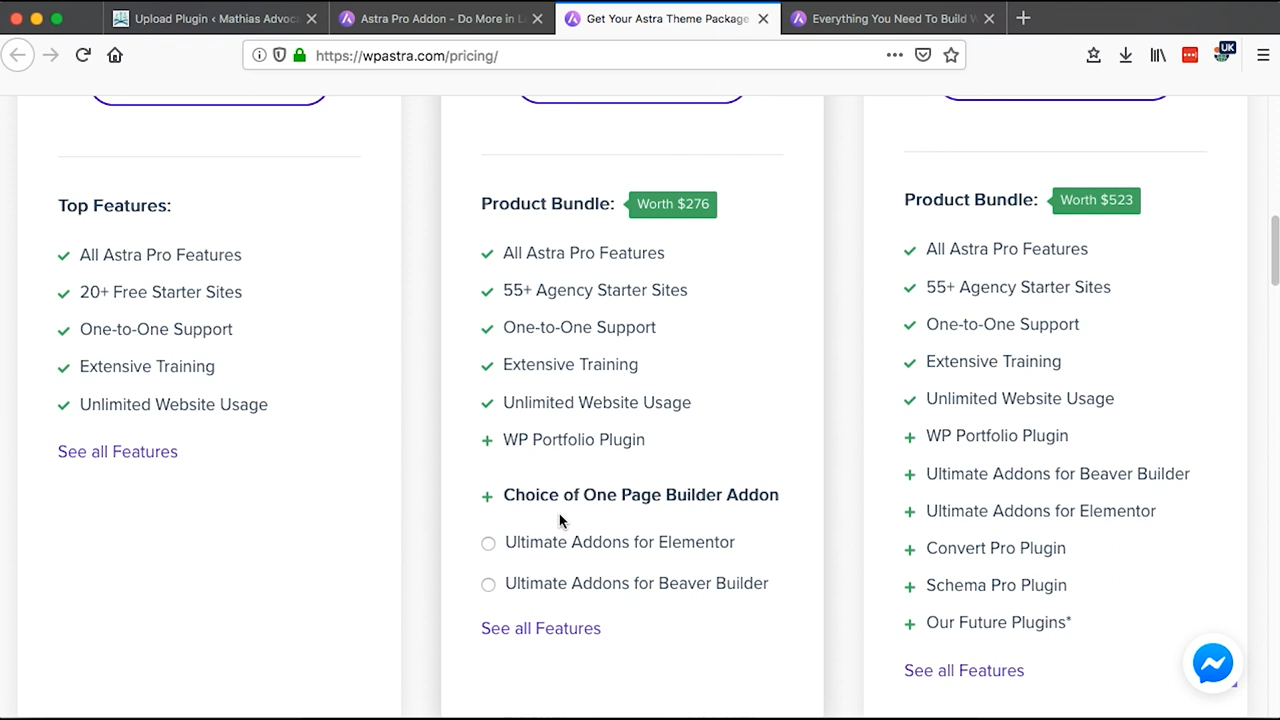 Upload Plugin ‹ Mathias Advoc
Astra Pro Addon - Do More in L
Get Your Astra Theme Package
Everything You Need To Build W
https://wpastra.com/pricing/
UK
Top Features:
All Astra Pro Features
20+ Free Starter Sites
One-to-One Support
Extensive Training
Unlimited Website Usage
See all Features
Product Bundle:
Worth $276
All Astra Pro Features
55+ Agency Starter Sites
One-to-One Support
Extensive Training
Unlimited Website Usage
WP Portfolio Plugin
Choice of One Page Builder Addon
Ultimate Addons for Elementor
Ultimate Addons for Beaver Builder
See all Features
Product Bundle:
Worth $523
All Astra Pro Features
55+ Agency Starter Sites
One-to-One Support
Extensive Training
Unlimited Website Usage
WP Portfolio Plugin
Ultimate Addons for Beaver Builder
Ultimate Addons for Elementor
Convert Pro Plugin
Schema Pro Plugin
Our Future Plugins*
See all Features